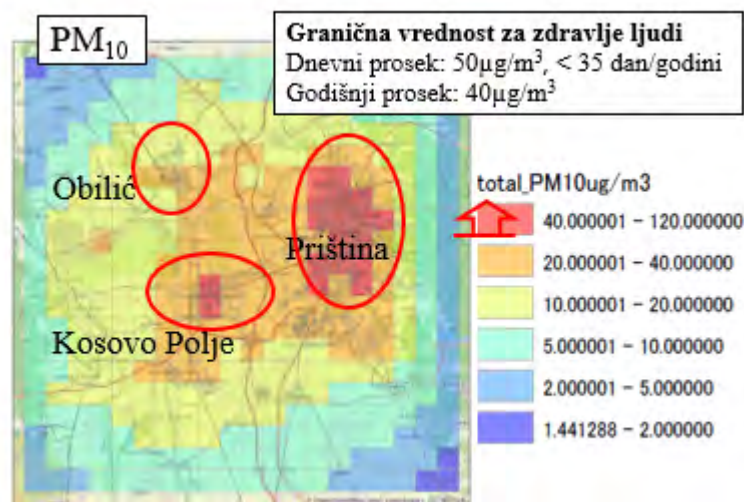 PM10
Granična vrednost za zdravlje ljudi
Dnevni prosek: 50µg/m³, < 35 dan/godini
Godišnji prosek: 40µg/m³
Obilić
Priština
Kosovo Polje
total_PM10ug/m3
40.000001 - 120.000000
20.000001 - 40.000000
10.000001 - 20.000000
5.000001 - 10.000000
2.000001 - 5.000000
1.441288 - 2.000000